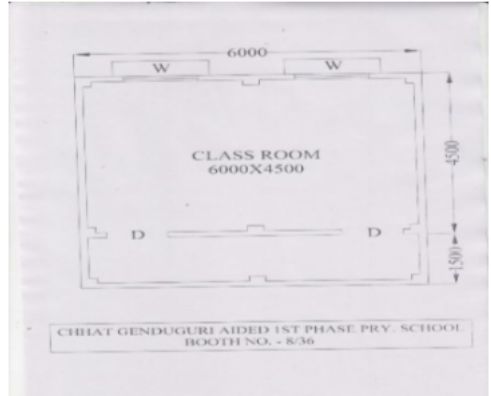 6000
W W
CLASS ROOM
6000X4500
4500
D D
1500
CHHAT GENDUGURI AIDED 1ST PHASE PRY. SCHOOL
BOOTH NO. - 8/36